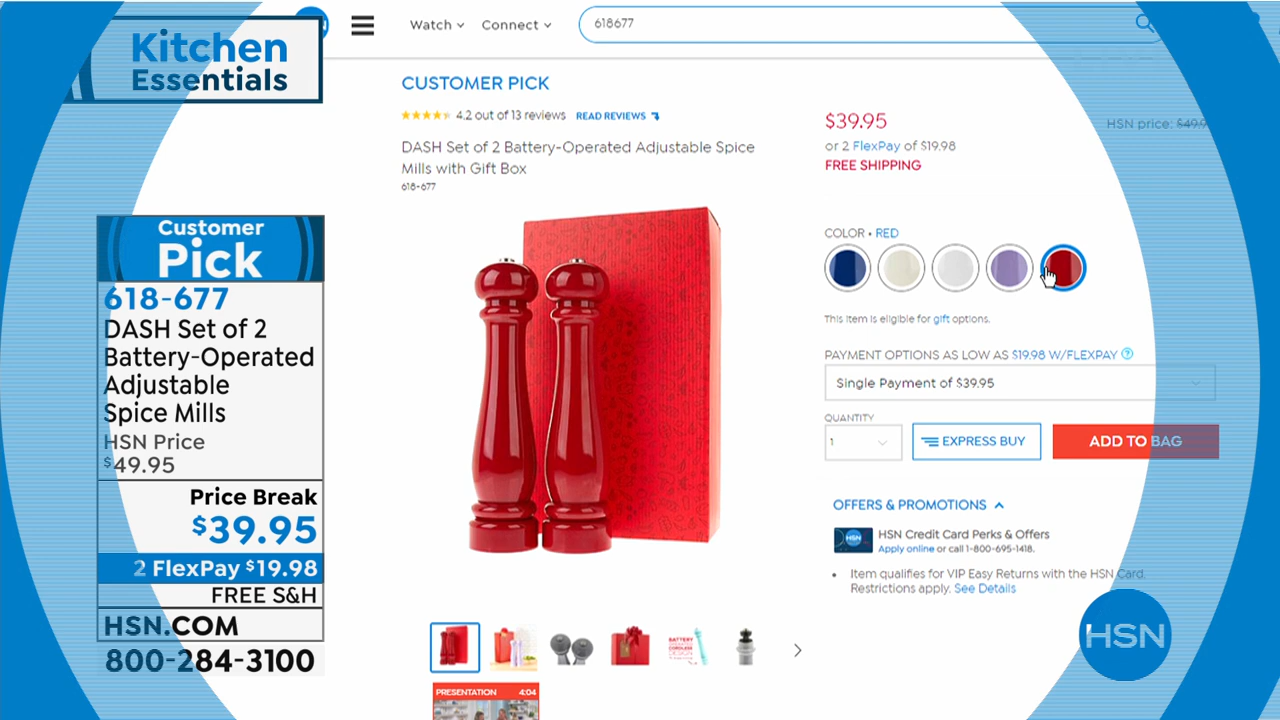 Kitchen
Essentials
Watch
Connect
618677
CUSTOMER PICK
4.2 out of 13 reviews READ REVIEWS
DASH Set of 2 Battery-Operated Adjustable Spice
Mills with Gift Box
618-677
$39.95
HSN price: $49.9
or 2 FlexPay of $19.98
FREE SHIPPING
COLOR • RED
This item is eligible for gift options.
PAYMENT OPTIONS AS LOW AS $19.98 W/FLEXPAY ?
Single Payment of $39.95
QUANTITY
1
EXPRESS BUY
ADD TO BAG
OFFERS & PROMOTIONS
HSN
HSN Credit Card Perks & Offers
Apply online or call 1-800-695-1418.
• Item qualifies for VIP Easy Returns with the HSN Card.
Restrictions apply. See Details
Customer
Pick
618-677
DASH Set of 2
Battery-Operated
Adjustable
Spice Mills
HSN Price
$49.95
Price Break
$39.95
2 FlexPay $19.98
FREE S&H
HSN.COM
800-284-3100
BATTERY
CORDLESS
DESIGN
PRESENTATION 4:04
HSN